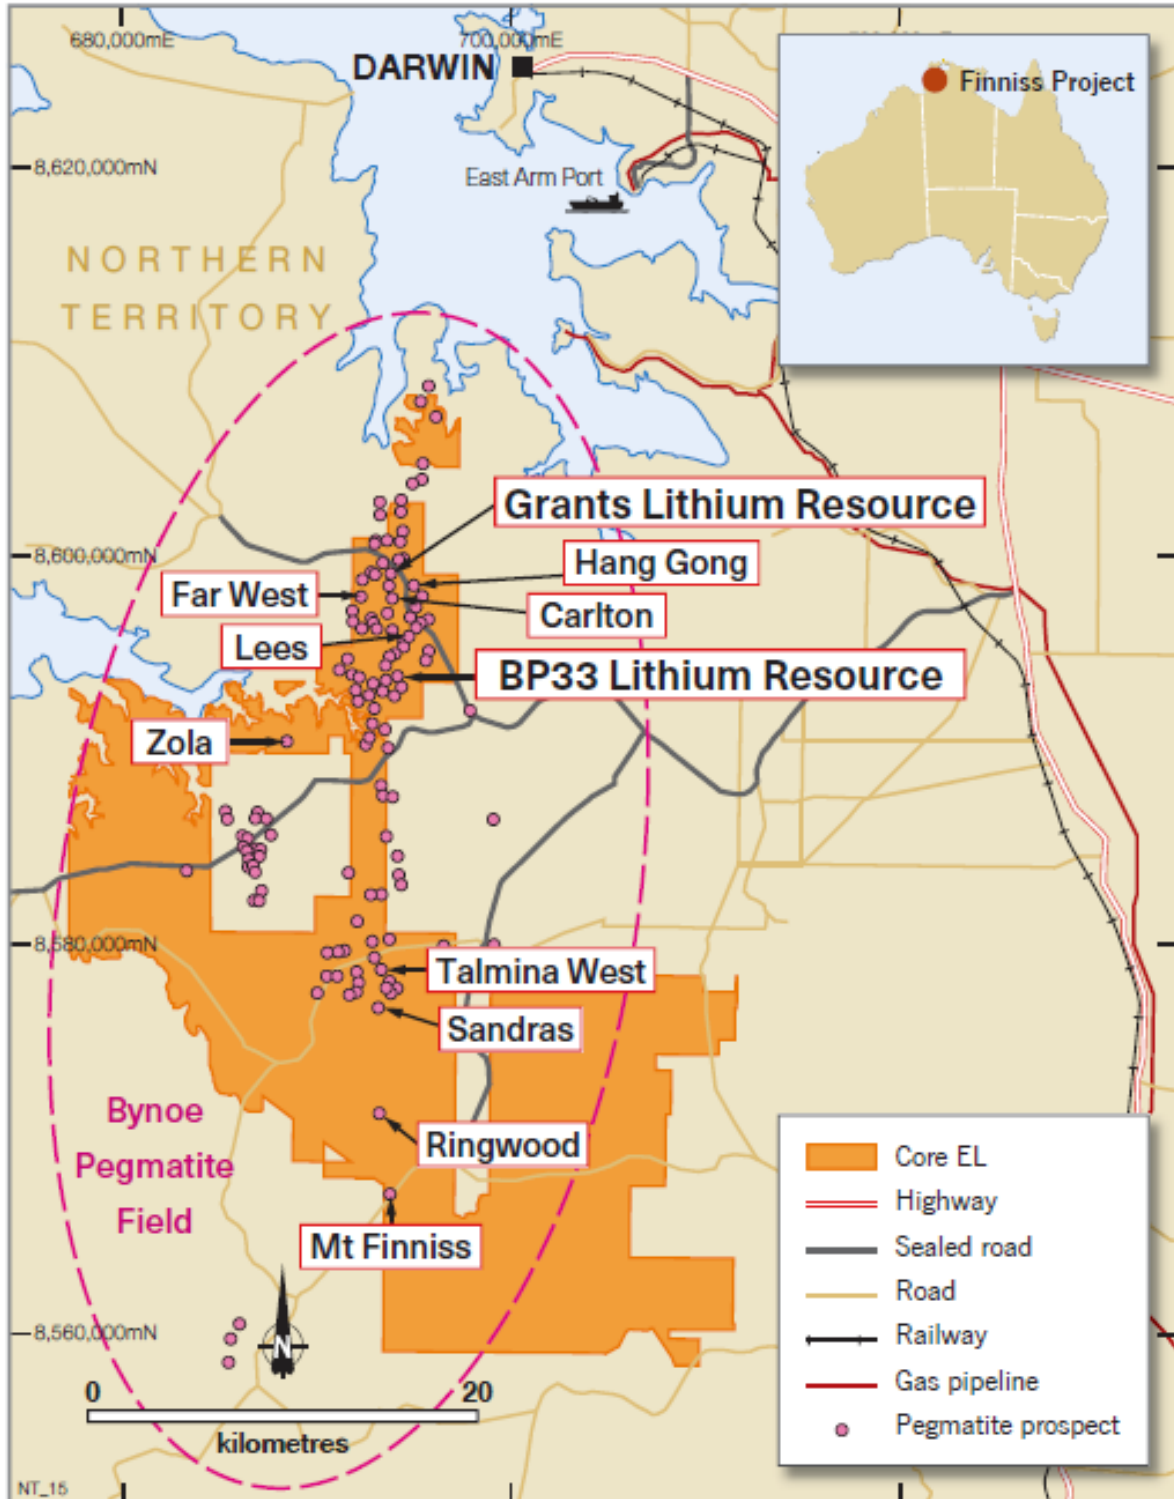 680,000mE
700,000mE
DARWIN
Finniss Project
8,620,000mN
East Arm Port
NORTHERN
TERRITORY
Grants Lithium Resource
8,600,000mN
Hang Gong
Far West
Carlton
Lees
BP33 Lithium Resource
Zola
8,580,000mN
Talmina West
Sandras
Bynoe
Pegmatite
Field
Ringwood
Mt Finniss
Core EL
Highway
Sealed road
Road
Railway
Gas pipeline
Pegmatite prospect
8,560,000mN
N
0
20
kilometres
NT_15